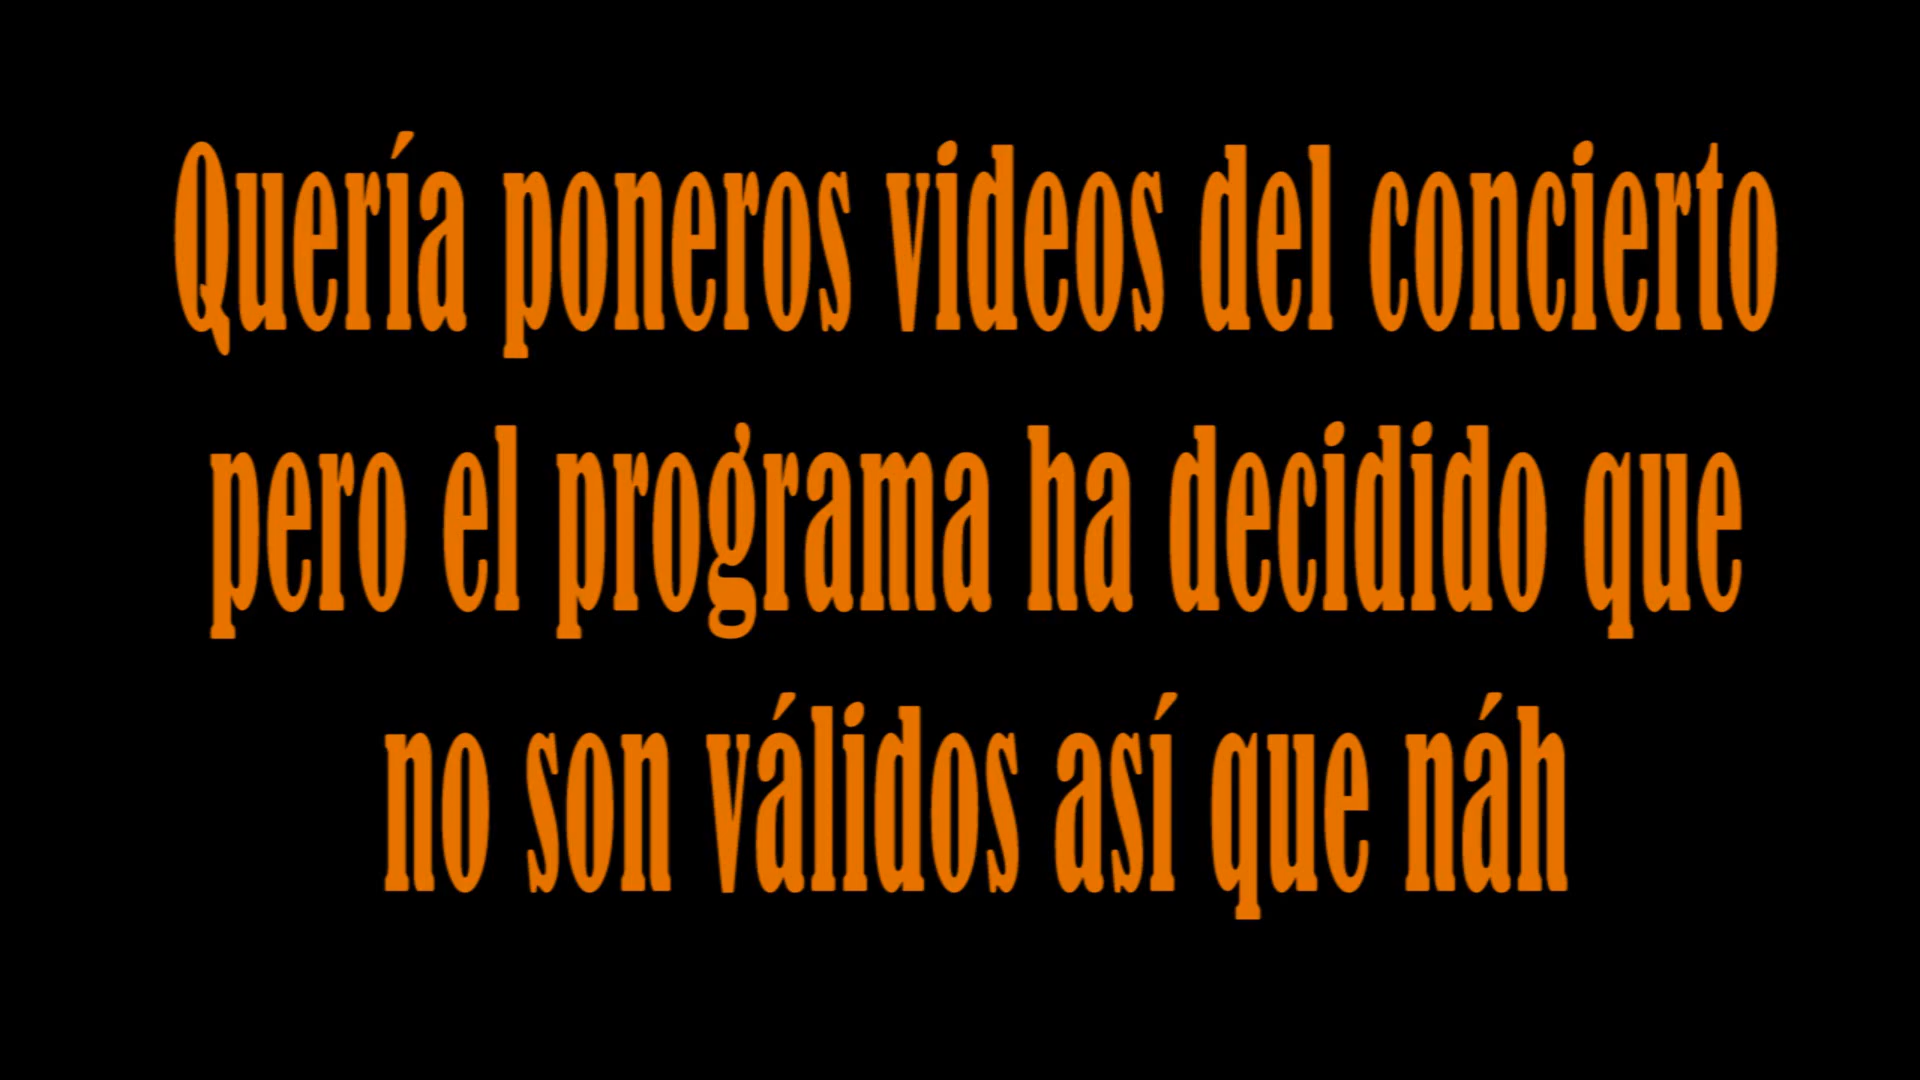 Quería poneros videos del concierto
pero el programa ha decidido que
no son válidos así que náh